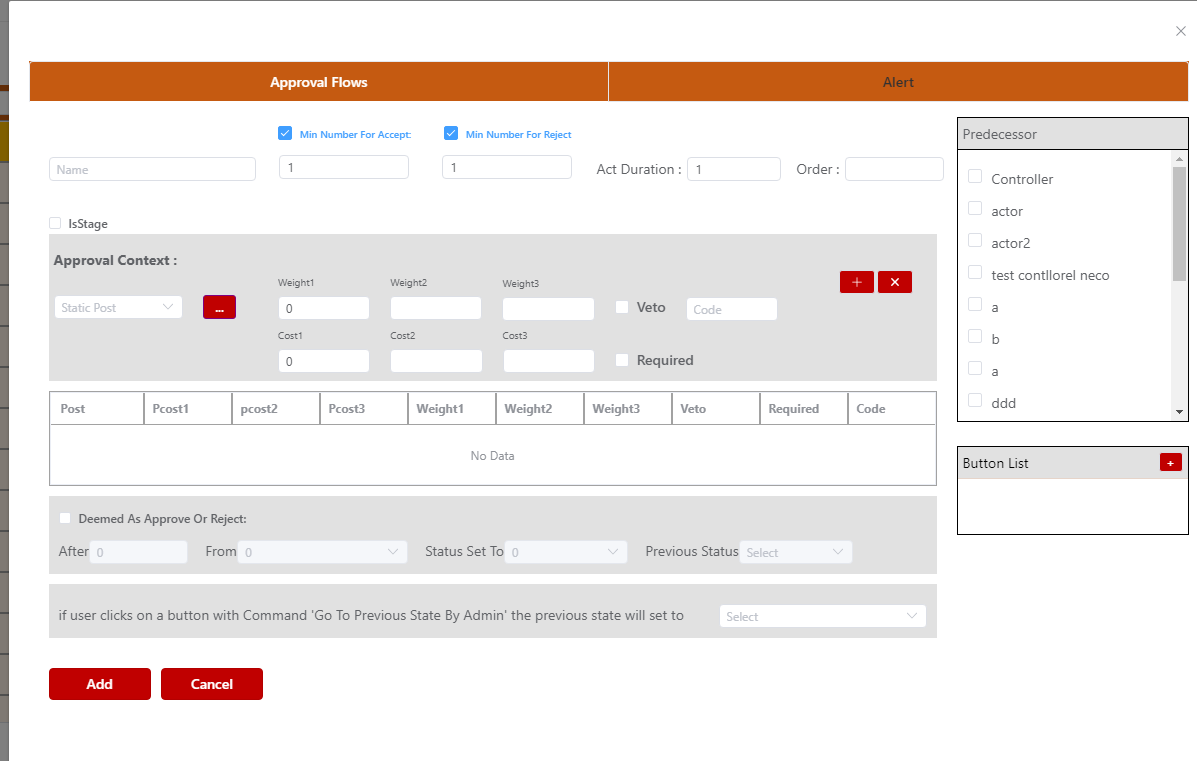 Approval Flows Alert
Min Number For Accept: Min Number For Reject
Name 1 1 Act Duration : 1 Order :
IsStage
Approval Context :
Weight1 Weight2 Weight3
Static Post ... 0 Veto Code
Cost1 Cost2 Cost3
0 Required
Post Pcost1 pcost2 Pcost3 Weight1 Weight2 Weight3 Veto Required Code
No Data
Deemed As Approve Or Reject:
After 0 From 0 Status Set To 0 Previous Status Select
if user clicks on a button with Command 'Go To Previous State By Admin' the previous state will set to Select
Add Cancel
Predecessor
Controller
actor
actor2
test contllorel neco
a
b
a
ddd
Button List +